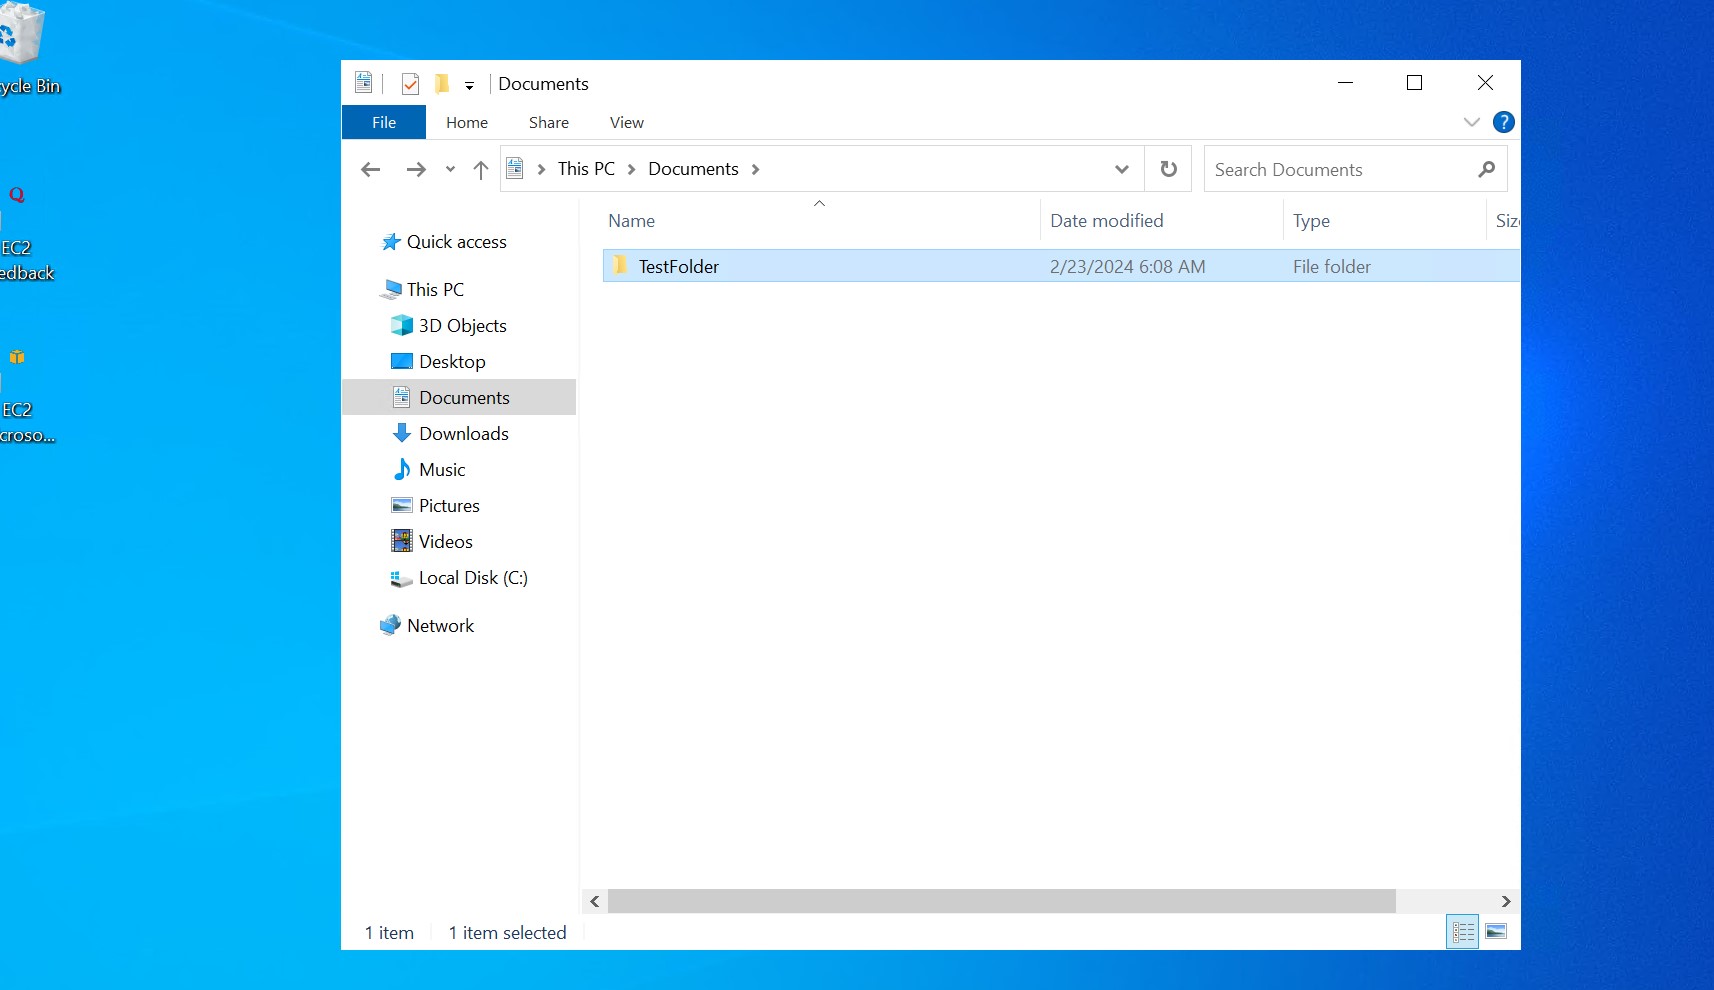 ycle Bin
EC2
edback
EC2
croso...
Documents
File Home Share View
?
This PC Documents
Search Documents
Name Date modified Type Siz
TestFolder 2/23/2024 6:08 AM File folder
Quick access
This PC
3D Objects
Desktop
Documents
Downloads
Music
Pictures
Videos
Local Disk (C:)
Network
1 item 1 item selected